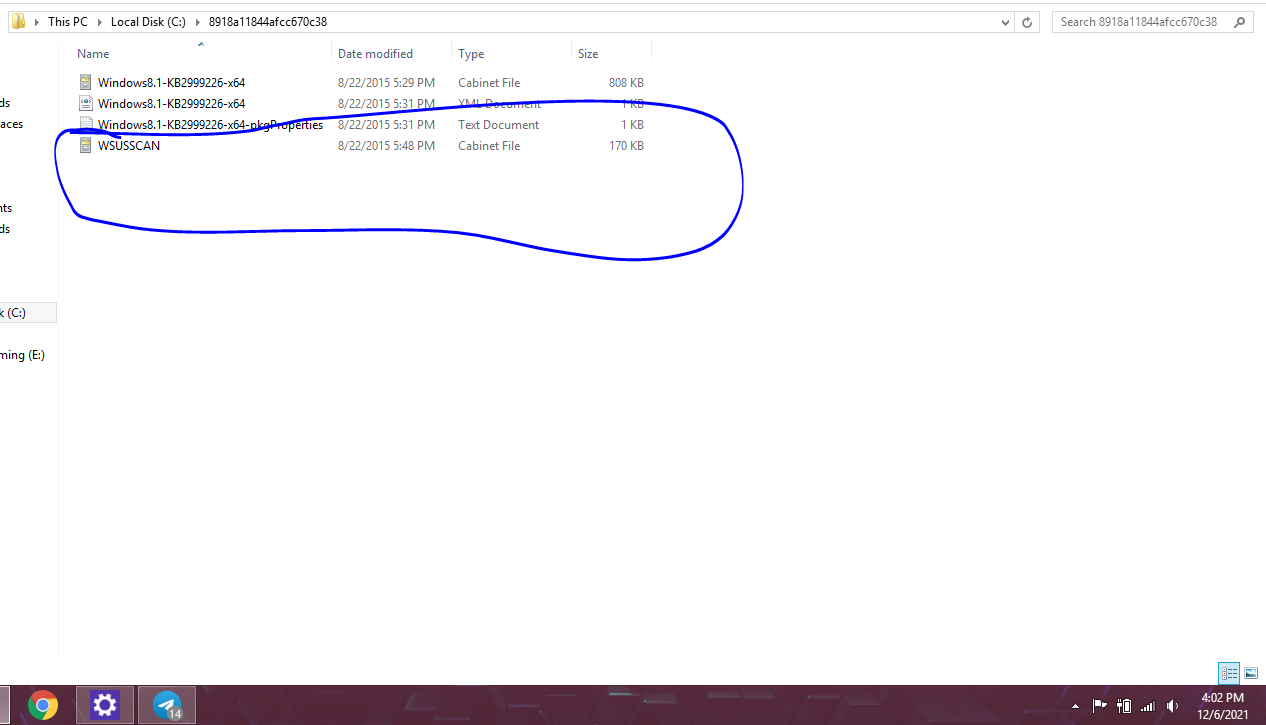 This PC Local Disk (C:) 8918a11844afcc670c38 Search 8918a11844afcc670c38
Name Date modified Type Size
Windows8.1-KB2999226-x64 8/22/2015 5:29 PM Cabinet File 808 KB
ds Windows8.1-KB2999226-x64 8/22/2015 5:31 PM XML Document 1 KB
aces Windows8.1-KB2999226-x64-pkgProperties 8/22/2015 5:31 PM Text Document 1 KB
WSUSSCAN 8/22/2015 5:48 PM Cabinet File 170 KB
nts
ds
k (C:)
ming (E:)
14
4:02 PM
12/6/2021